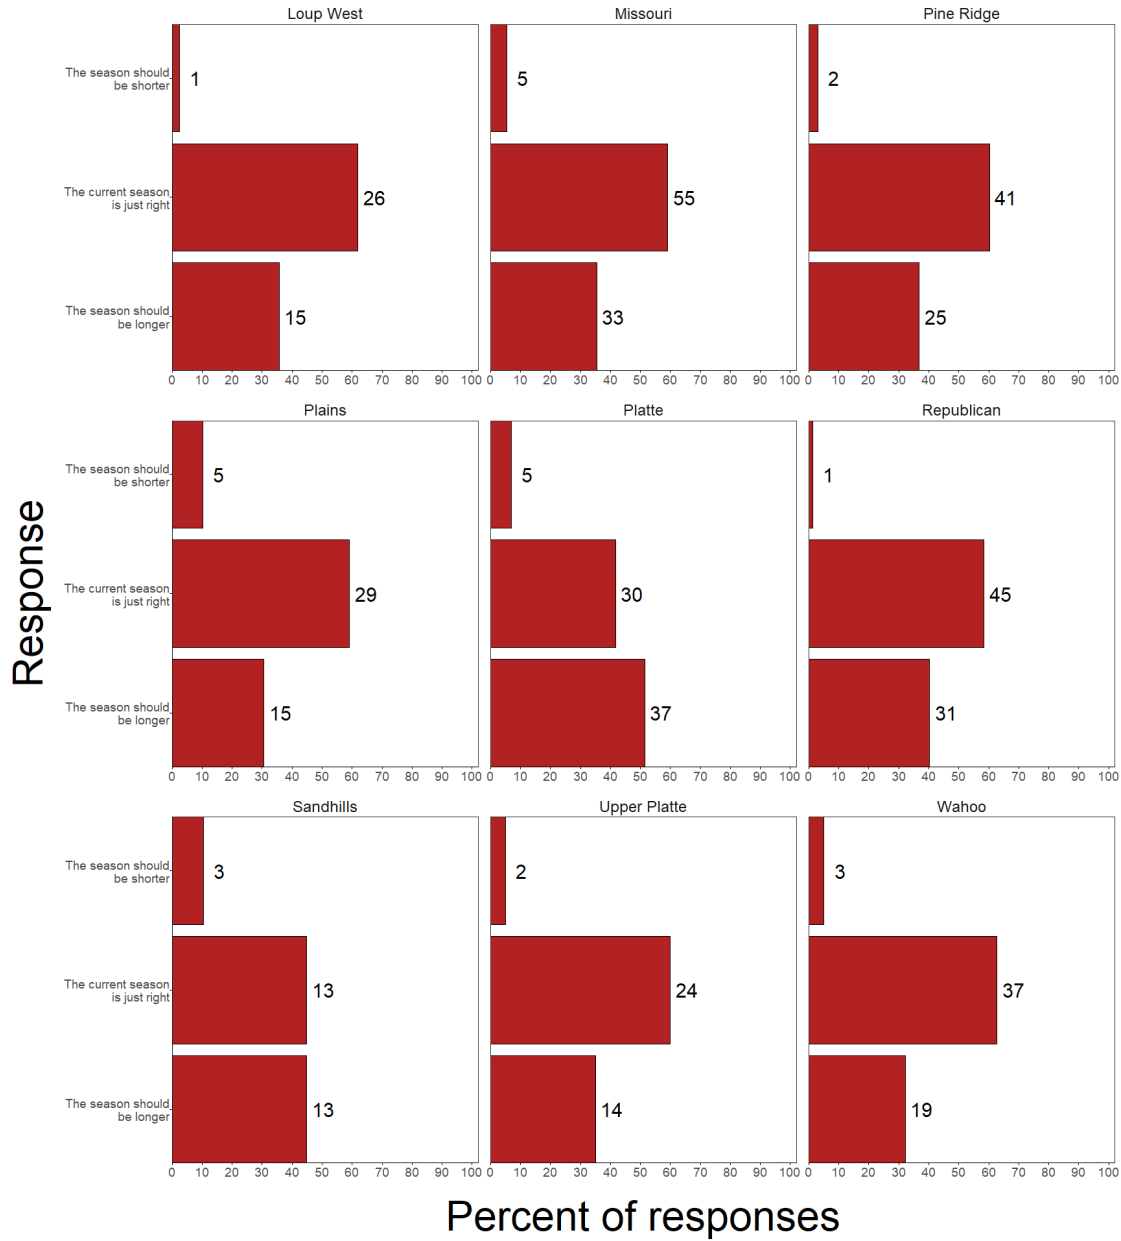 Loup West
Missouri
Pine Ridge
The season should
be shorter
1
5
2
The current season
is just right
26
55
41
The season should
be longer
15
33
25
0 10 20 30 40 50 60 70 80 90 100
0 10 20 30 40 50 60 70 80 90 100
0 10 20 30 40 50 60 70 80 90 100
Plains
Platte
Republican
The season should
be shorter
5
5
1
The current season
is just right
29
30
45
The season should
be longer
15
37
31
0 10 20 30 40 50 60 70 80 90 100
0 10 20 30 40 50 60 70 80 90 100
0 10 20 30 40 50 60 70 80 90 100
Response
Sandhills
Upper Platte
Wahoo
The season should
be shorter
3
2
3
The current season
is just right
13
24
37
The season should
be longer
13
14
19
0 10 20 30 40 50 60 70 80 90 100
0 10 20 30 40 50 60 70 80 90 100
0 10 20 30 40 50 60 70 80 90 100
Percent of responses